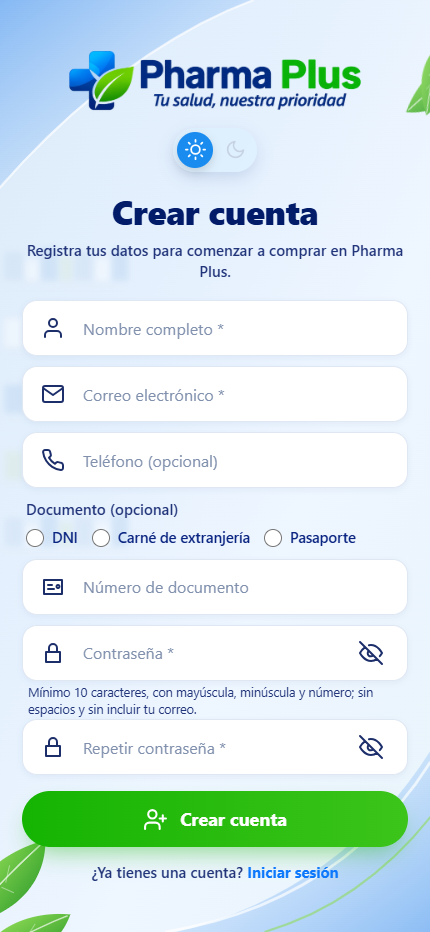 Pharma Plus
Tu salud, nuestra prioridad
Crear cuenta
Registra tus datos para comenzar a comprar en Pharma
Plus.
Nombre completo *
Correo electrónico *
Teléfono (opcional)
Documento (opcional)
DNI Carné de extranjería Pasaporte
Número de documento
Contraseña *
Mínimo 10 caracteres, con mayúscula, minúscula y número; sin
espacios y sin incluir tu correo.
Repetir contraseña *
Crear cuenta
¿Ya tienes una cuenta? Iniciar sesión